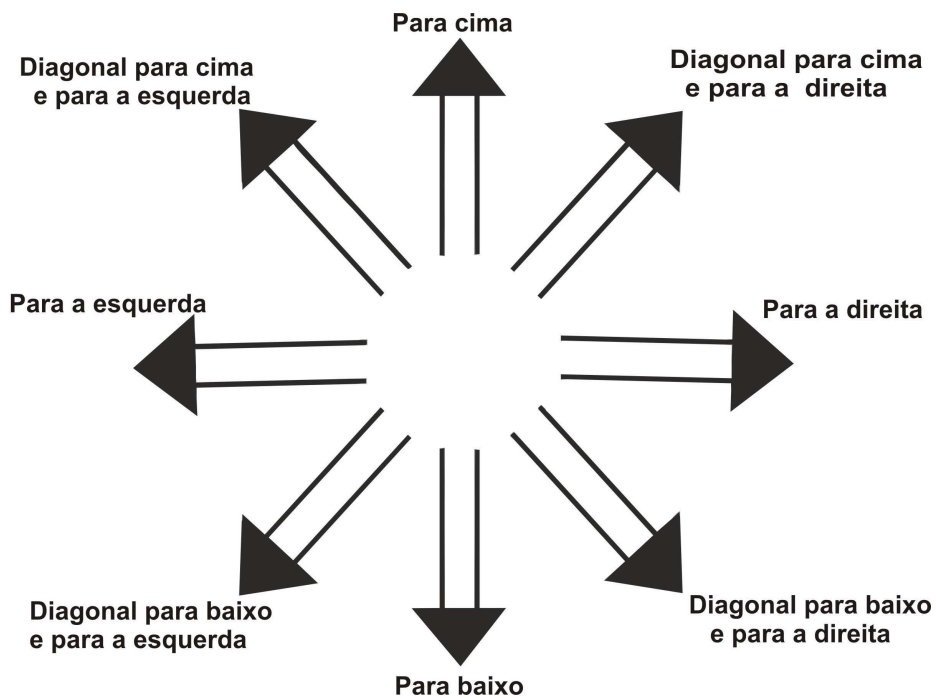 Para cima
Diagonal para cima
e para a esquerda
Diagonal para cima
e para a direita
Para a esquerda
Para a direita
Diagonal para baixo
e para a esquerda
Diagonal para baixo
e para a direita
Para baixo